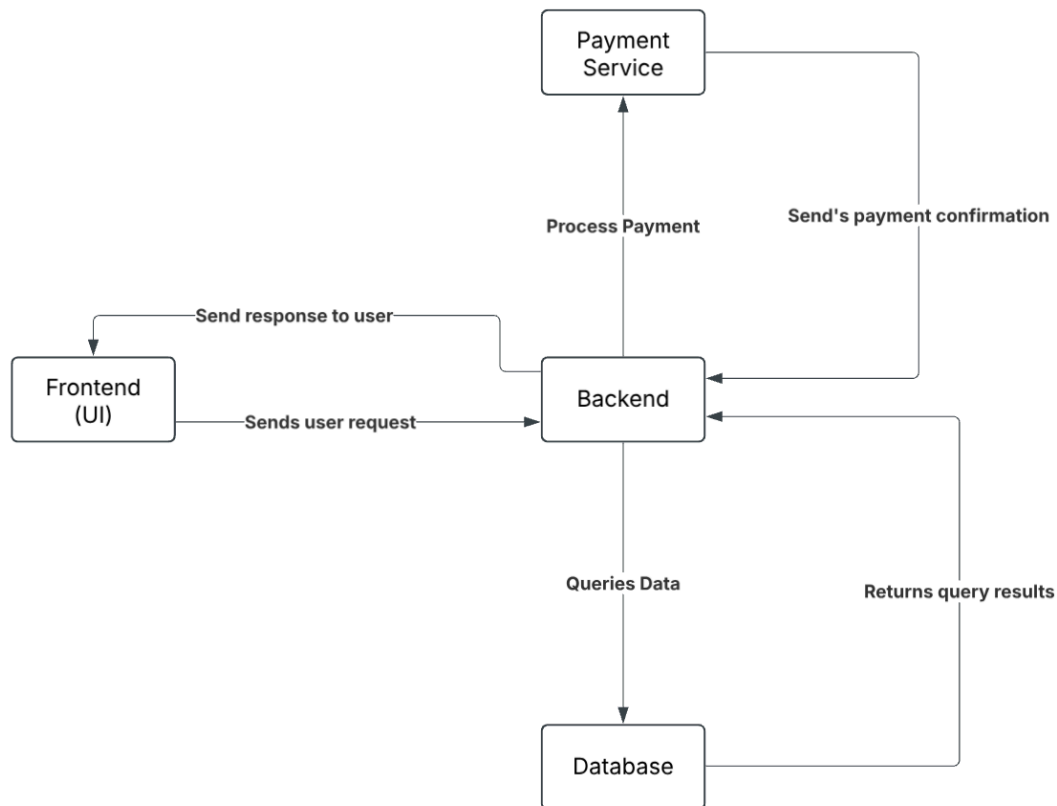 Payment
Service
Send's payment confirmation
Process Payment
Send response to user
Frontend
(UI)
Sends user request
Backend
Queries Data
Returns query results
Database